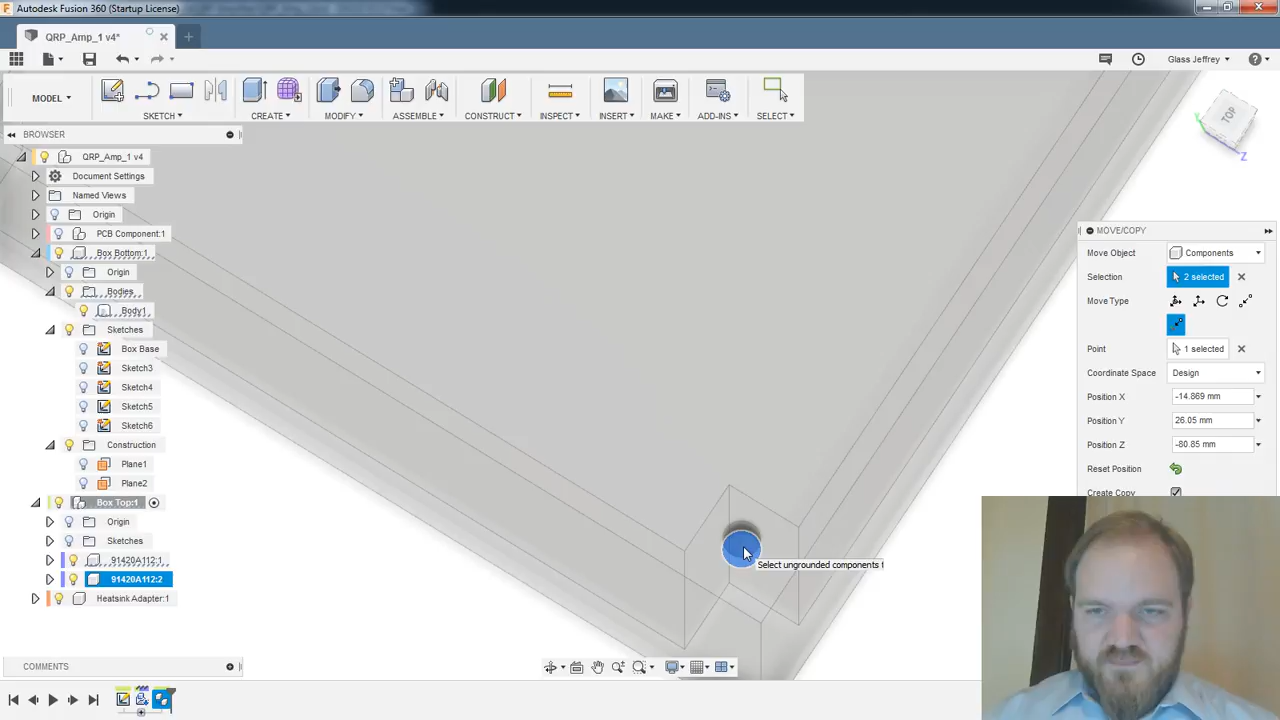 Autodesk Fusion 360 (Startup License)
QRP_Amp_1 v4*
Glass Jeffrey
MODEL
SKETCH
CREATE
MODIFY
ASSEMBLE
CONSTRUCT
INSPECT
INSERT
MAKE
ADD-INS
SELECT
BROWSER
QRP_Amp_1 v4
Document Settings
Named Views
Origin
PCB Component:1
Box Bottom:1
Origin
Bodies
Body1
Sketches
Box Base
Sketch3
Sketch4
Sketch5
Sketch6
Construction
Plane1
Plane2
Box Top:1
Origin
Sketches
91420A112:1
91420A112:2
Heatsink Adapter:1
COMMENTS
TOP
Y
Z
MOVE/COPY
Move Object Components
Selection 2 selected
Move Type
Point 1 selected
Coordinate Space Design
Position X -14.869 mm
Position Y 26.05 mm
Position Z -80.85 mm
Reset Position
Create Copy
Select ungrounded components t